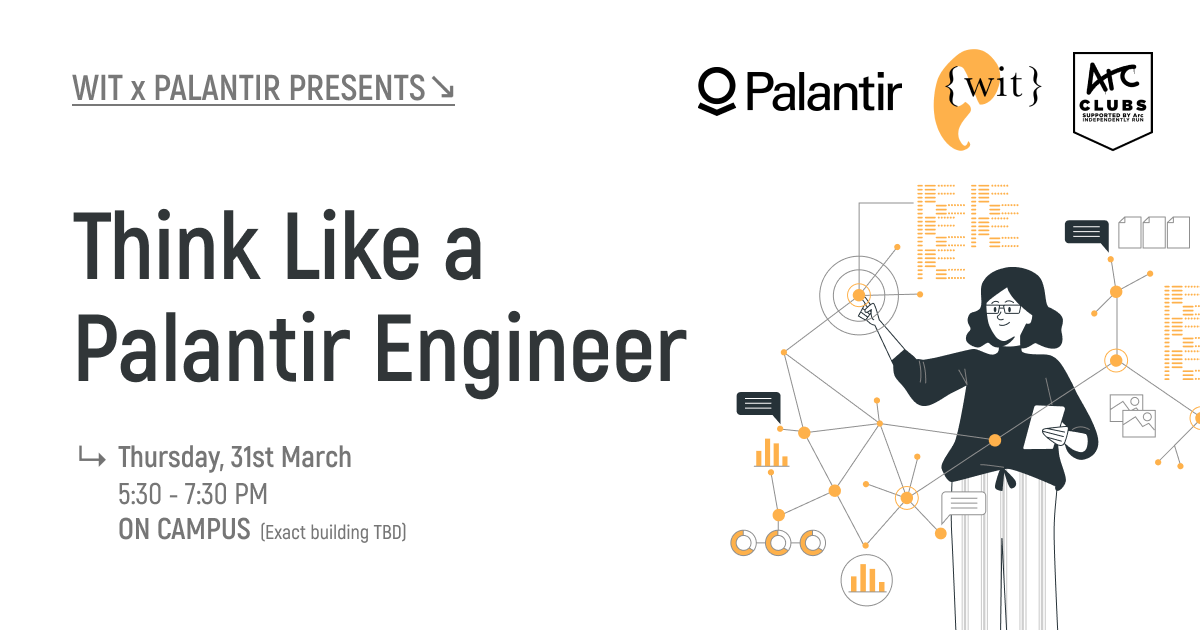 WIT x PALANTIR PRESENTS
Palantir
{wit}
Arc
CLUBS
SUPPORTED BY Arc
INDEPENDENTLY RUN
Think Like a
Palantir Engineer
Thursday, 31st March
5:30 - 7:30 PM
ON CAMPUS (Exact building TBD)